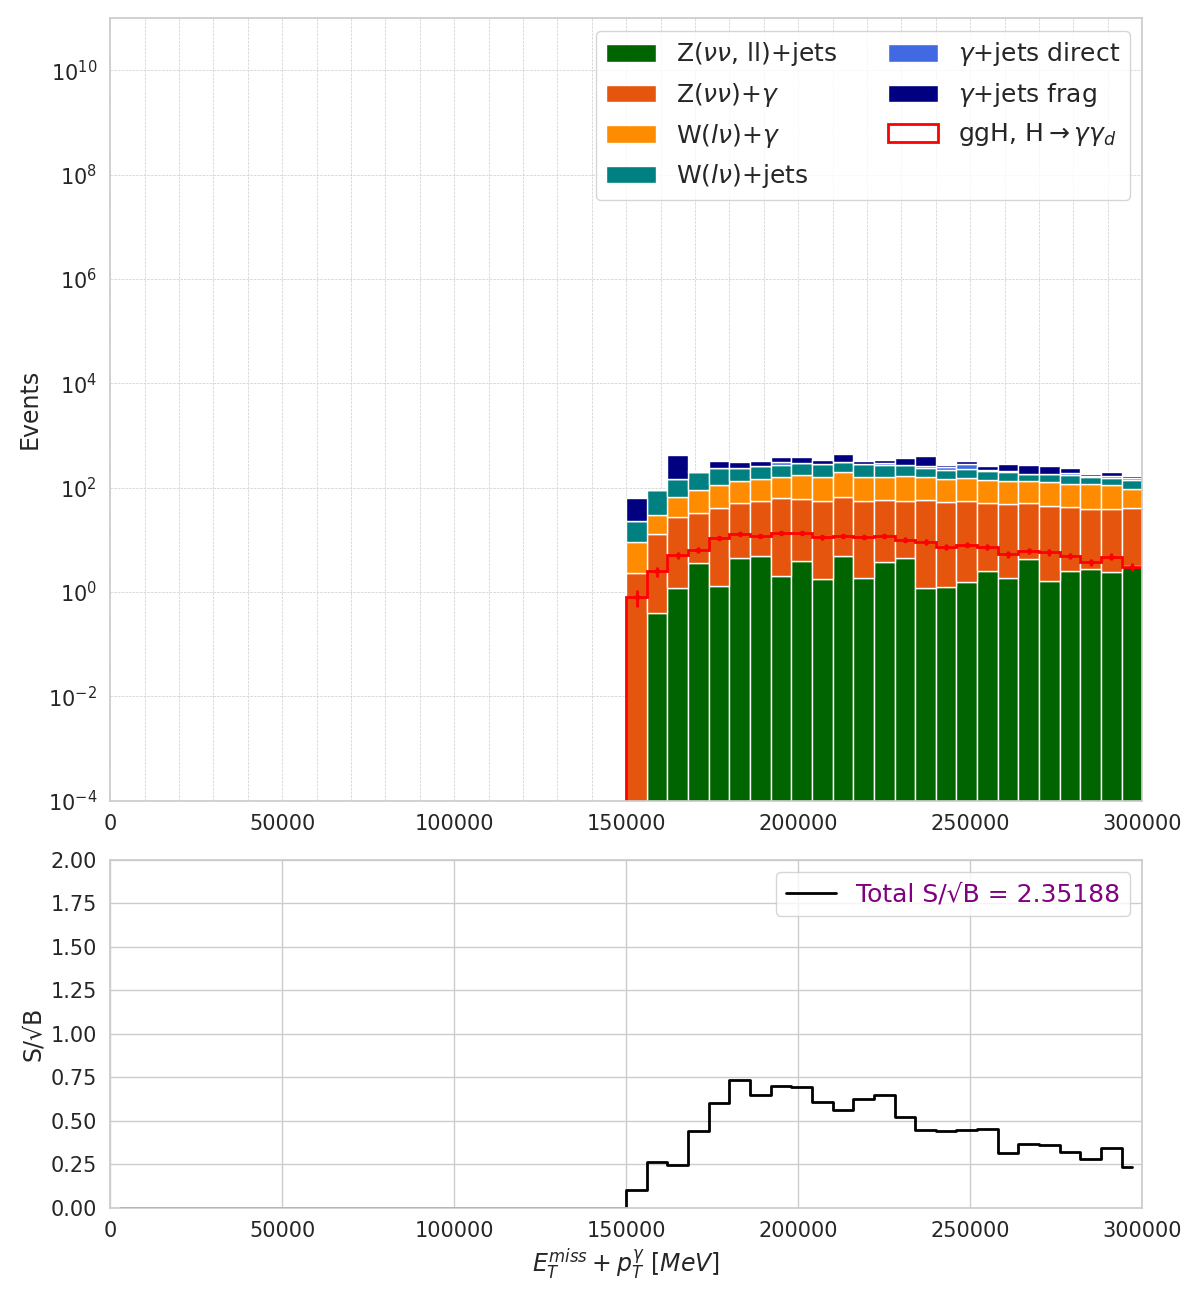 Z(νν, ll)+jets
Z(νν)+γ
W(lν)+γ
W(lν)+jets
γ+jets direct
γ+jets frag
ggH, H→γγ_d
10^10
10^8
10^6
10^4
10^2
10^0
10^−2
10^−4
Events
0 50000 100000 150000 200000 250000 300000
Total S/√B = 2.35188
2.00
1.75
1.50
1.25
1.00
0.75
0.50
0.25
0.00
S/√B
0 50000 100000 150000 200000 250000 300000
E_T^miss + p_T^γ [MeV]